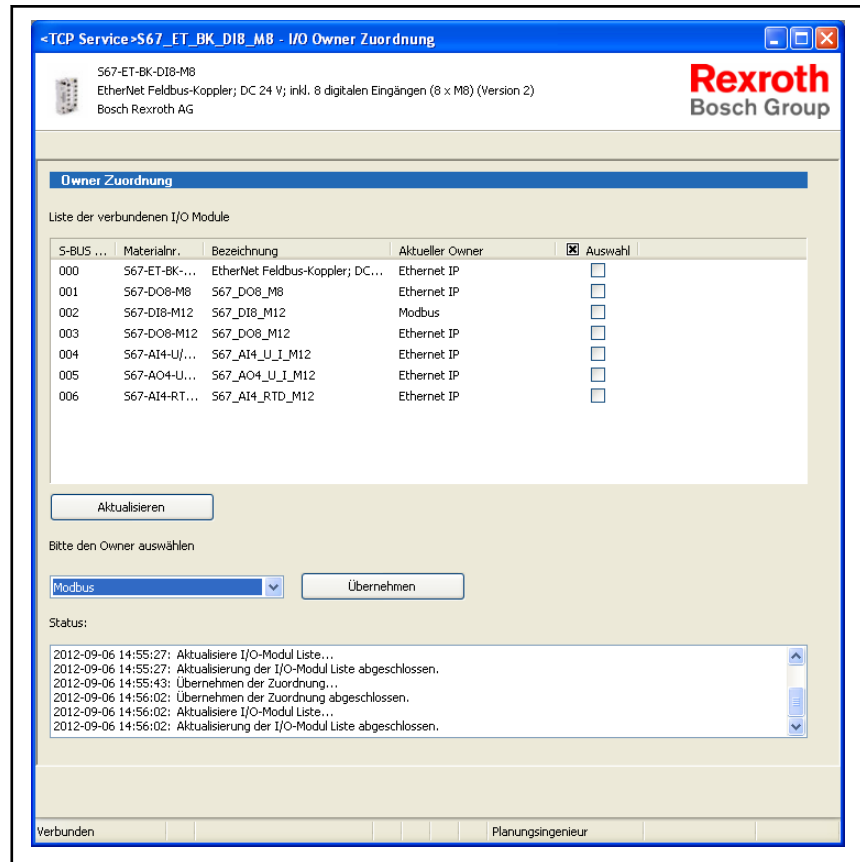 <TCP Service>S67_ET_BK_DI8_M8 - I/O Owner Zuordnung
S67-ET-BK-DI8-M8
EtherNet Feldbus-Koppler; DC 24 V; inkl. 8 digitalen Eingängen (8 x M8) (Version 2)
Bosch Rexroth AG
Rexroth
Bosch Group
Owner Zuordnung
Liste der verbundenen I/O Module
S-BUS ... Materialnr. Bezeichnung Aktueller Owner Auswahl
000 S67-ET-BK-... EtherNet Feldbus-Koppler; DC... Ethernet IP
001 S67-DO8-M8 S67_DO8_M8 Ethernet IP
002 S67-DI8-M12 S67_DI8_M12 Modbus
003 S67-DO8-M12 S67_DO8_M12 Ethernet IP
004 S67-AI4-U/... S67_AI4_U_I_M12 Ethernet IP
005 S67-AO4-U... S67_AO4_U_I_M12 Ethernet IP
006 S67-AI4-RT... S67_AI4_RTD_M12 Ethernet IP
Aktualisieren
Bitte den Owner auswählen
Modbus Übernehmen
Status:
2012-09-06 14:55:27: Aktualisiere I/O-Modul Liste...
2012-09-06 14:55:27: Aktualisierung der I/O-Modul Liste abgeschlossen.
2012-09-06 14:55:43: Übernehmen der Zuordnung...
2012-09-06 14:56:02: Übernehmen der Zuordnung abgeschlossen.
2012-09-06 14:56:02: Aktualisiere I/O-Modul Liste...
2012-09-06 14:56:02: Aktualisierung der I/O-Modul Liste abgeschlossen.
Verbunden Planungsingenieur